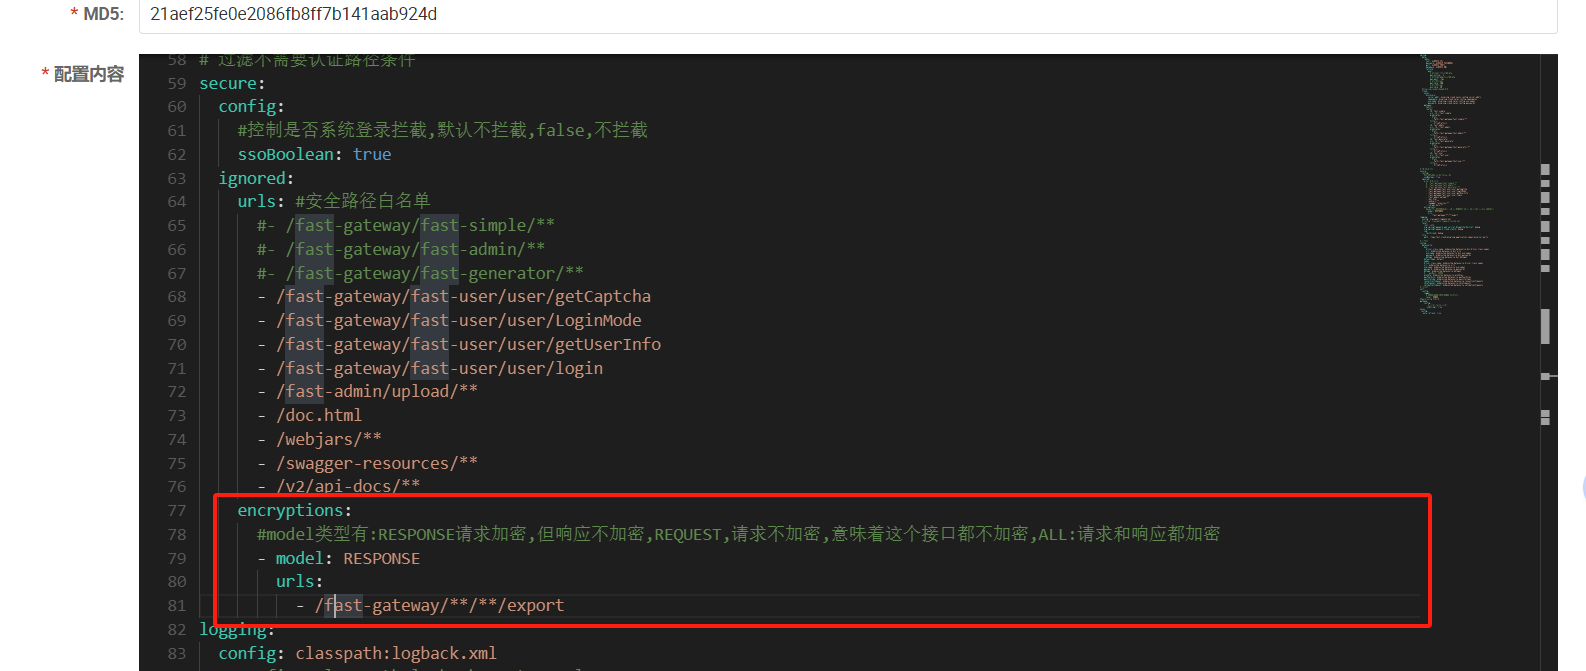 * MD5: 21aef25fe0e2086fb8ff7b141aab924d
* 配置内容
58 # 过滤不需要认证路径条件
59 secure:
60 config:
61 #控制是否系统登录拦截,默认不拦截,false,不拦截
62 ssoBoolean: true
63 ignored:
64 urls: #安全路径白名单
65 #- /fast-gateway/fast-simple/**
66 #- /fast-gateway/fast-admin/**
67 #- /fast-gateway/fast-generator/**
68 - /fast-gateway/fast-user/user/getCaptcha
69 - /fast-gateway/fast-user/user/LoginMode
70 - /fast-gateway/fast-user/user/getUserInfo
71 - /fast-gateway/fast-user/user/login
72 - /fast-admin/upload/**
73 - /doc.html
74 - /webjars/**
75 - /swagger-resources/**
76 - /v2/api-docs/**
77 encryptions:
78 #model类型有:RESPONSE请求加密,但响应不加密,REQUEST,请求不加密,意味着这个接口都不加密,ALL:请求和响应都加密
79 - model: RESPONSE
80 urls:
81 - /fast-gateway/**/**/export
82 logging:
83 config: classpath:logback.xml